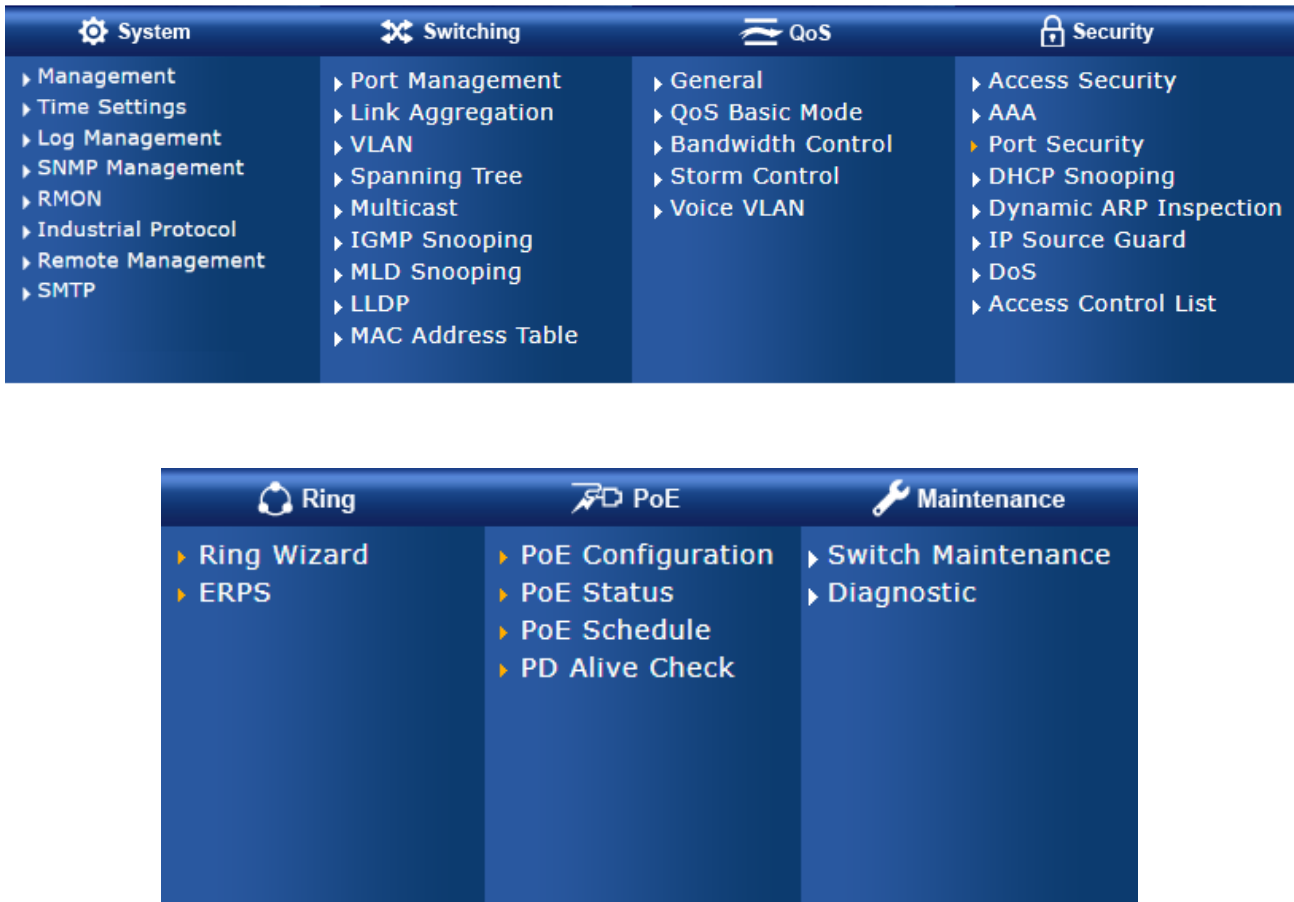 System
Management
Time Settings
Log Management
SNMP Management
RMON
Industrial Protocol
Remote Management
SMTP
Switching
Port Management
Link Aggregation
VLAN
Spanning Tree
Multicast
IGMP Snooping
MLD Snooping
LLDP
MAC Address Table
QoS
General
QoS Basic Mode
Bandwidth Control
Storm Control
Voice VLAN
Security
Access Security
AAA
Port Security
DHCP Snooping
Dynamic ARP Inspection
IP Source Guard
DoS
Access Control List
Ring
Ring Wizard
ERPS
PoE
PoE Configuration
PoE Status
PoE Schedule
PD Alive Check
Maintenance
Switch Maintenance
Diagnostic